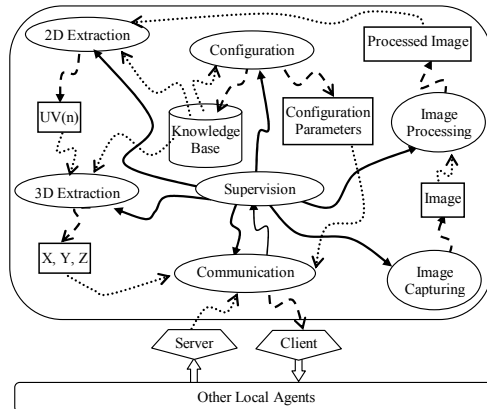 2D Extraction
Configuration
Processed Image
UV(n)
Knowledge
Base
Configuration
Parameters
Image
Processing
3D Extraction
Supervision
Image
X, Y, Z
Communication
Image
Capturing
Server
Client
Other Local Agents